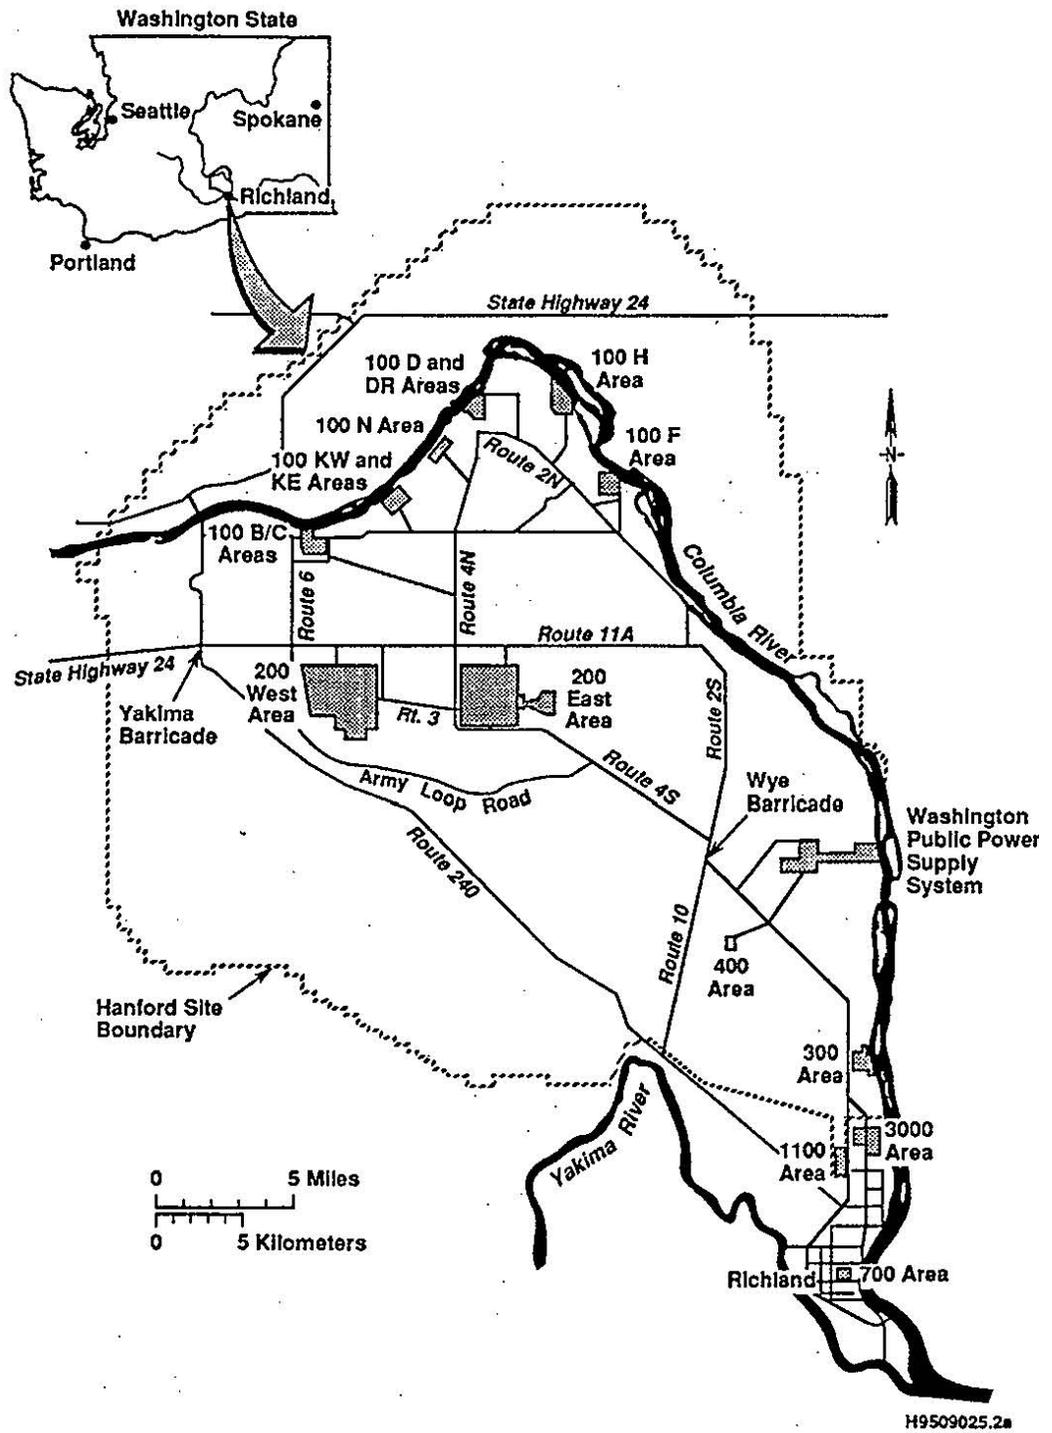 Washington State
Seattle
Spokane
Richland
Portland
State Highway 24
100 D and
DR Areas
100 H
Area
100 N Area
100 F
Area
100 KW and
KE Areas
Route 2N
N
100 B/C
Areas
Columbia River
Route 6
Route 4N
Route 11A
State Highway 24
200
West
Area
200
East
Area
Rt. 3
Route 2S
Yakima
Barricade
Army Loop Road
Route 4S
Wye
Barricade
Washington
Public Power
Supply
System
Route 240
Route 10
400
Area
Hanford Site
Boundary
300
Area
Yakima River
3000
Area
1100
Area
0 5 Miles
0 5 Kilometers
Richland
700 Area
H9509025.2a